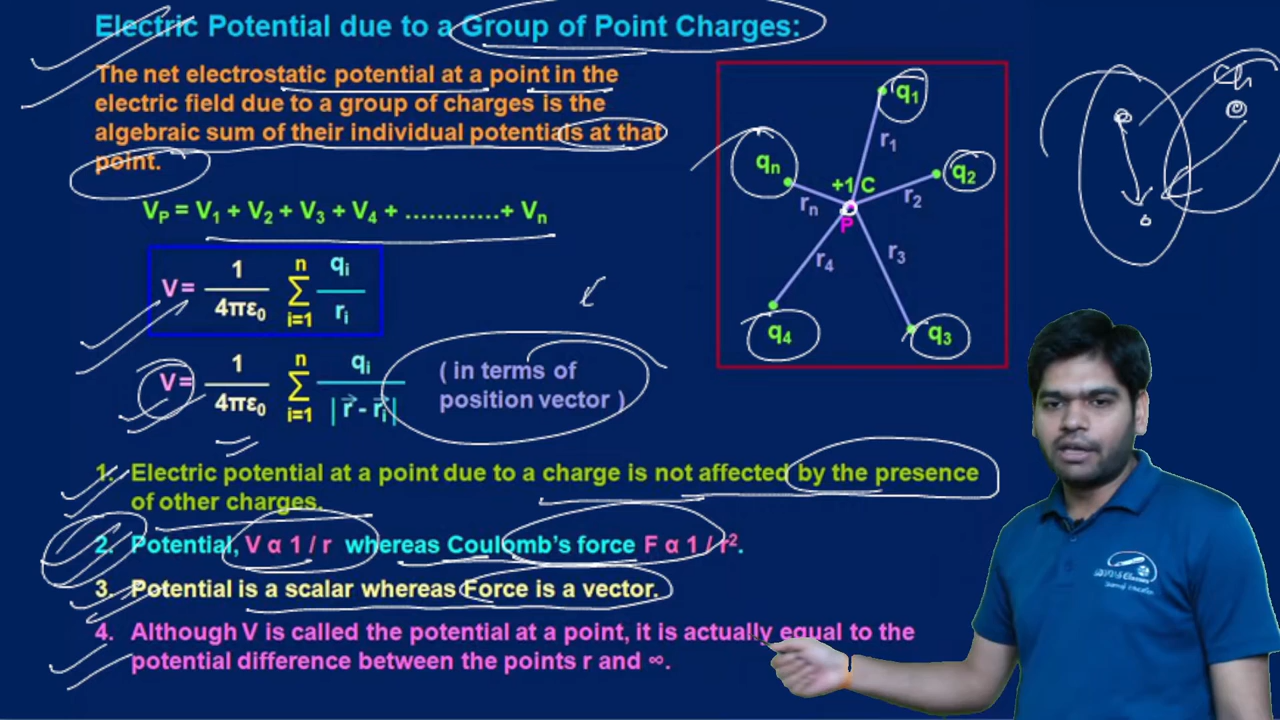 Electric Potential due to a Group of Point Charges:
The net electrostatic potential at a point in the
electric field due to a group of charges is the
algebraic sum of their individual potentials at that
point.
VP = V1 + V2 + V3 + V4 + …………+ Vn
V = 1 / 4πε0 n Σ i=1 qi / ri
V = 1 / 4πε0 n Σ i=1 qi / | r⃗ - r⃗i |
( in terms of
position vector )
q1
r1
qn
+1 C
q2
rn
r2
P
r4
r3
q4
q3
1. Electric potential at a point due to a charge is not affected by the presence
of other charges.
2. Potential, V α 1 / r whereas Coulomb’s force F α 1 / r².
3. Potential is a scalar whereas Force is a vector.
4. Although V is called the potential at a point, it is actually equal to the
potential difference between the points r and ∞.